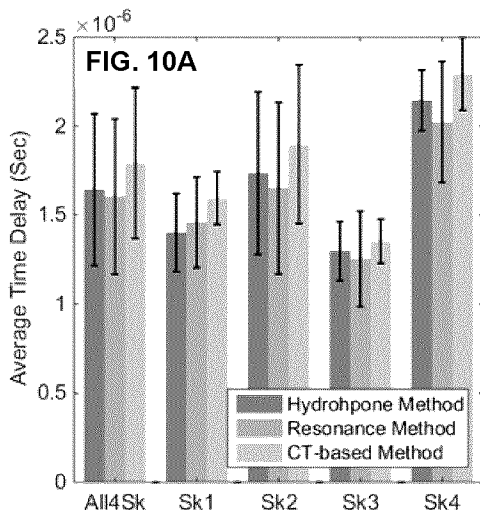 × 10⁻⁶
FIG. 10A
Average Time Delay (Sec)
2.5
2
1.5
1
0.5
0
Hydrohpone Method
Resonance Method
CT-based Method
All4Sk Sk1 Sk2 Sk3 Sk4